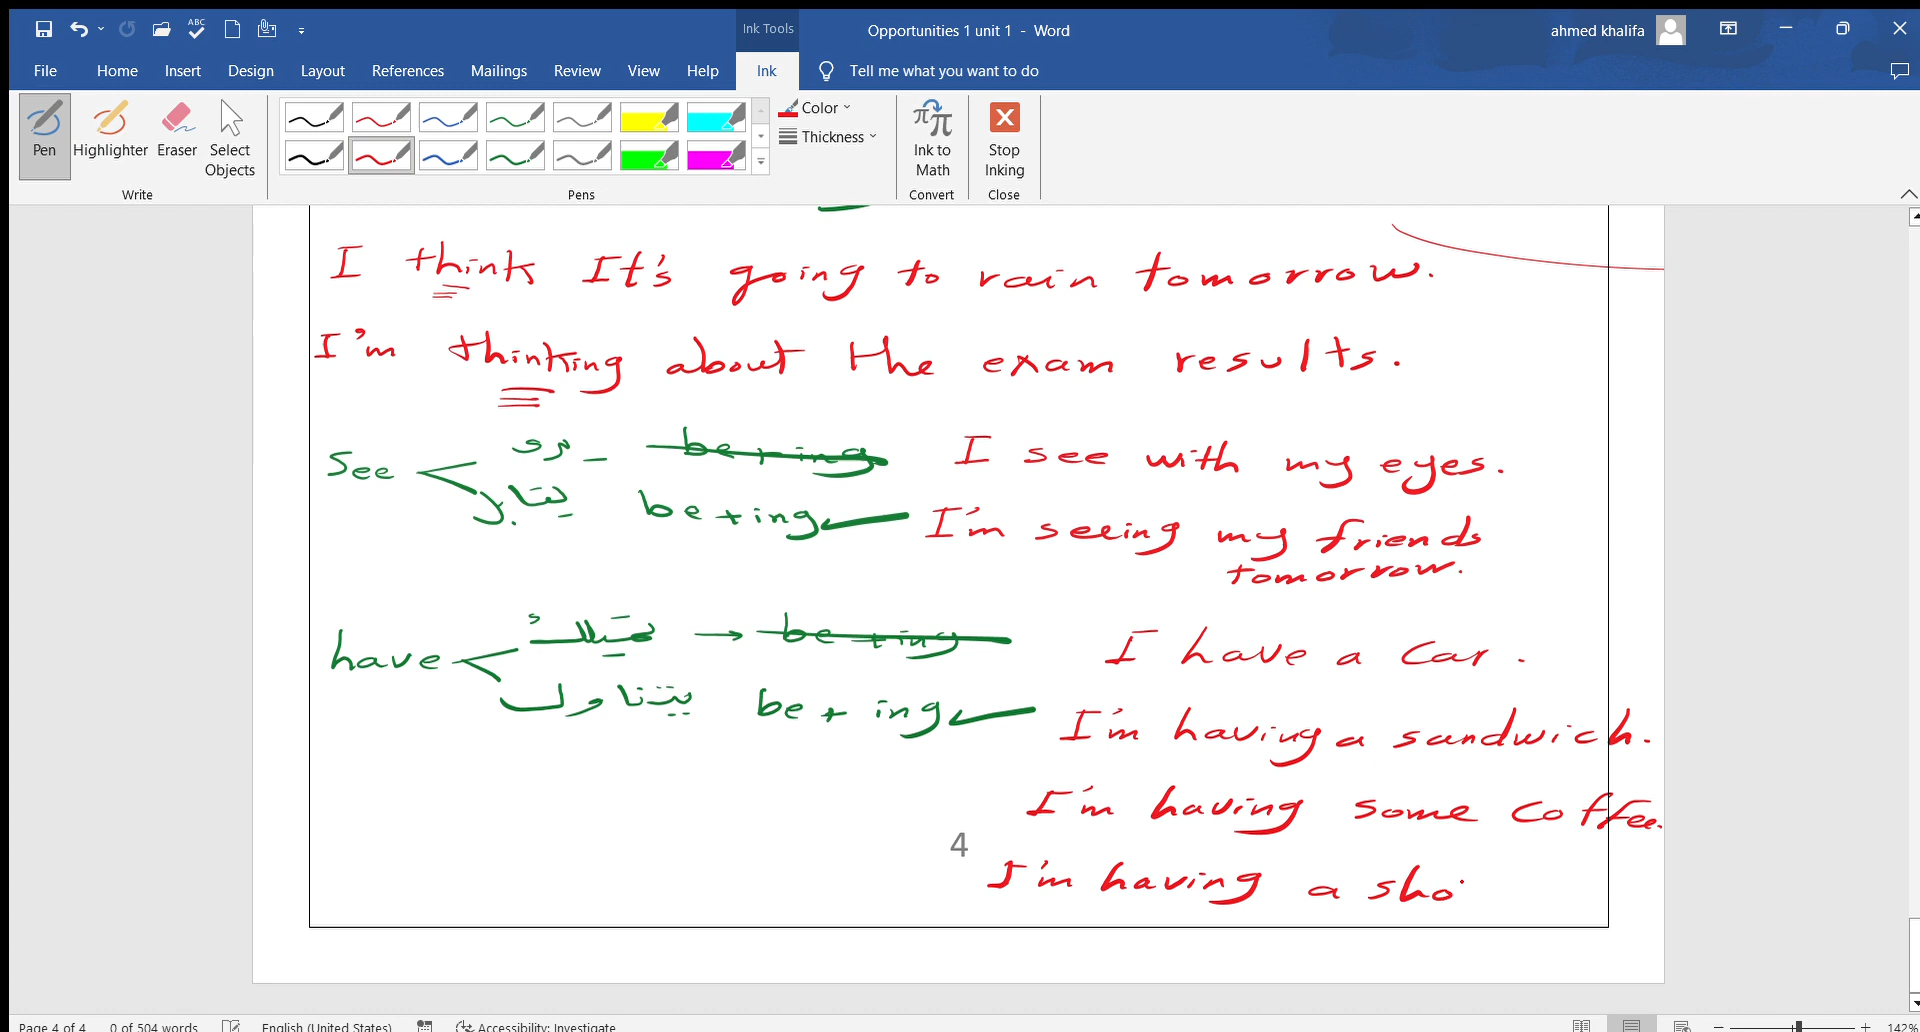 ABC
Ink Tools
Opportunities 1 unit 1 - Word
ahmed khalifa
File Home Insert Design Layout References Mailings Review View Help Ink Tell me what you want to do
Pen Highlighter Eraser Select Objects
Color
Thickness
Ink to Math
Stop Inking
Write Pens Convert Close
I think It's going to rain tomorrow.
I'm thinking about the exam results.
see
be + ing I see with my eyes.
be + ing I'm seeing my friends
tomorrow.
have
be + ing I have a car.
يتناول be + ing I'm having a sandwich.
I'm having some coffee.
4
I'm having a sho
Page 4 of 4 0 of 504 words English (United States) Accessibility: Investigate 142%